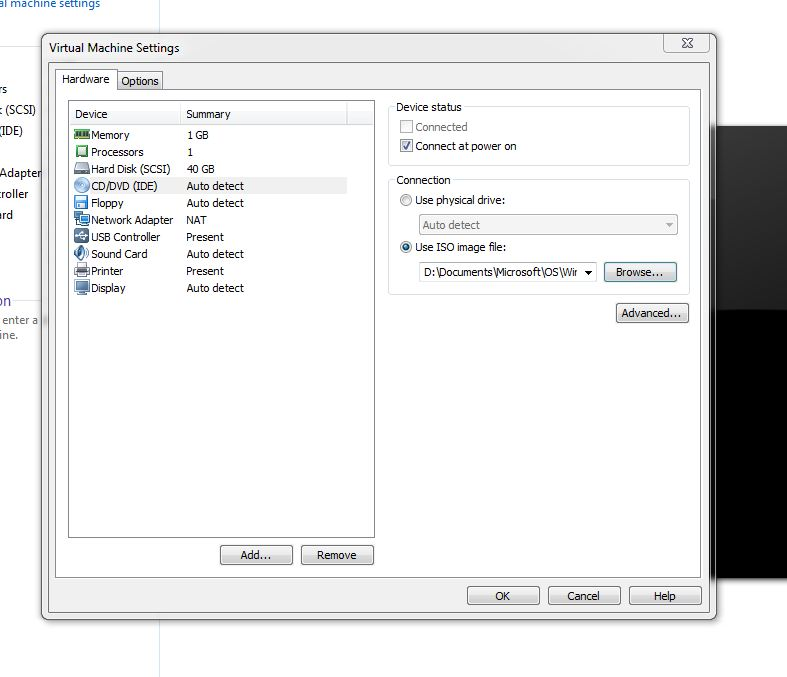 al machine settings
Virtual Machine Settings
Hardware
Options
Device Summary
Memory 1 GB
Processors 1
Hard Disk (SCSI) 40 GB
CD/DVD (IDE) Auto detect
Floppy Auto detect
Network Adapter NAT
USB Controller Present
Sound Card Auto detect
Printer Present
Display Auto detect
Add...
Remove
Device status
Connected
Connect at power on
Connection
Use physical drive:
Auto detect
Use ISO image file:
D:\Documents\Microsoft\OS\Wir
Browse...
Advanced...
OK
Cancel
Help
rs
(SCSI)
(IDE)
Adapter
roller
rd
on
enter a
ine.